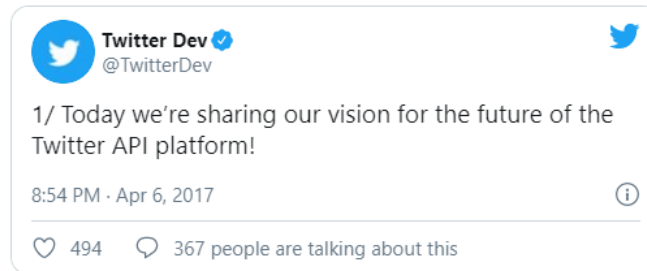 Twitter Dev
@TwitterDev
1/ Today we’re sharing our vision for the future of the
Twitter API platform!
8:54 PM · Apr 6, 2017
494 367 people are talking about this